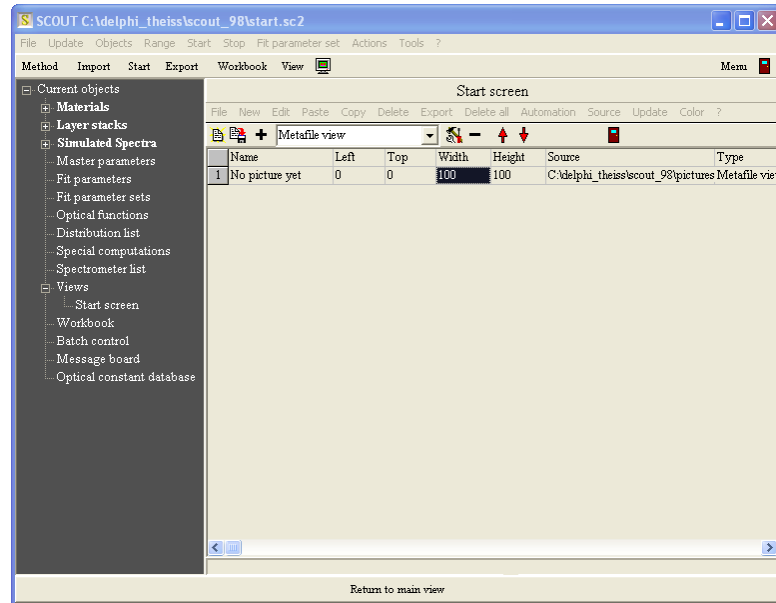 SCOUT C:\delphi_theiss\scout_98\start.sc2
File Update Objects Range Start Stop Fit parameter set Actions Tools ?
Method Import Start Export Workbook View Menu
Current objects
Materials
Layer stacks
Simulated Spectra
Master parameters
Fit parameters
Fit parameter sets
Optical functions
Distribution list
Special computations
Spectrometer list
Views
Start screen
Workbook
Batch control
Message board
Optical constant database
Start screen
File New Edit Paste Copy Delete Export Delete all Automation Source Update Color ?
Metafile view
Name Left Top Width Height Source Type
1 No picture yet 0 0 100 100 C:\delphi_theiss\scout_98\pictures Metafile vie
Return to main view